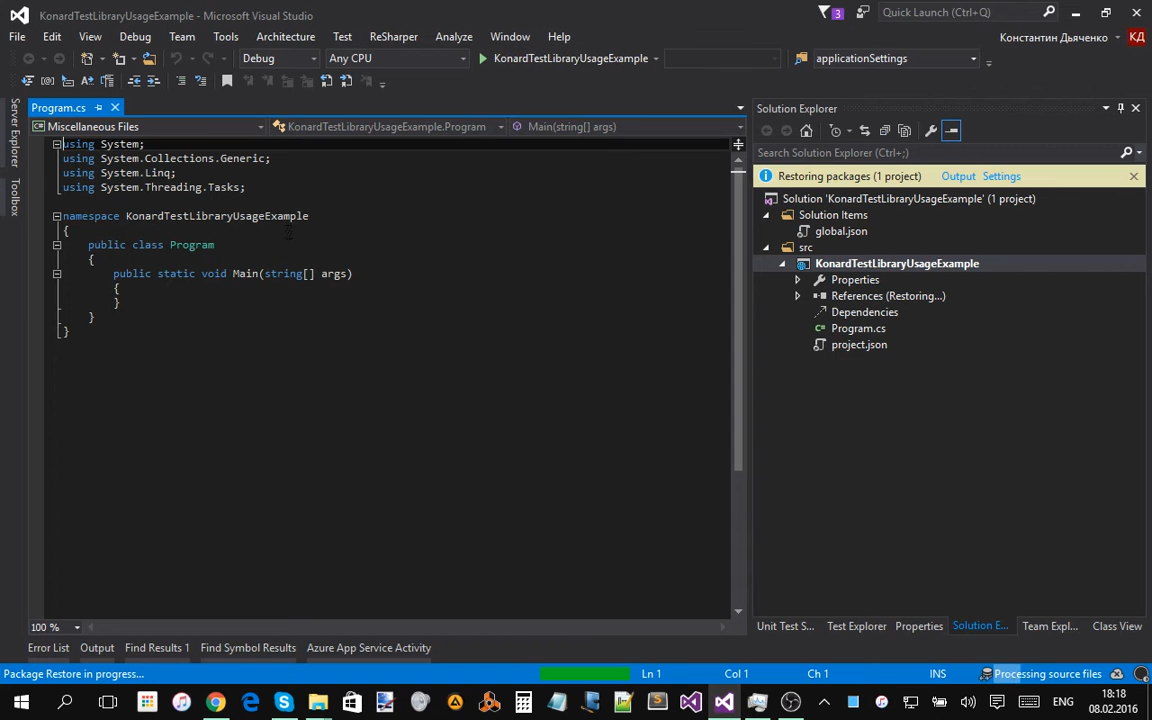 KonardTestLibraryUsageExample - Microsoft Visual Studio
3
Quick Launch (Ctrl+Q)
File Edit View Debug Team Tools Architecture Test ReSharper Analyze Window Help
Константин Дьяченко КД
Debug Any CPU KonardTestLibraryUsageExample applicationSettings
Server Explorer
Toolbox
Program.cs
Miscellaneous Files KonardTestLibraryUsageExample.Program Main(string[] args)
using System;
using System.Collections.Generic;
using System.Linq;
using System.Threading.Tasks;
namespace KonardTestLibraryUsageExample
{
public class Program
{
public static void Main(string[] args)
{
}
}
}
100 %
Solution Explorer
Search Solution Explorer (Ctrl+;)
Restoring packages (1 project) Output Settings
Solution 'KonardTestLibraryUsageExample' (1 project)
Solution Items
global.json
src
KonardTestLibraryUsageExample
Properties
References (Restoring...)
Dependencies
Program.cs
project.json
Unit Test S... Test Explorer Properties Solution E... Team Expl... Class View
Error List Output Find Results 1 Find Symbol Results Azure App Service Activity
Package Restore in progress... Ln 1 Col 1 Ch 1 INS Processing source files
ENG
18:18
08.02.2016